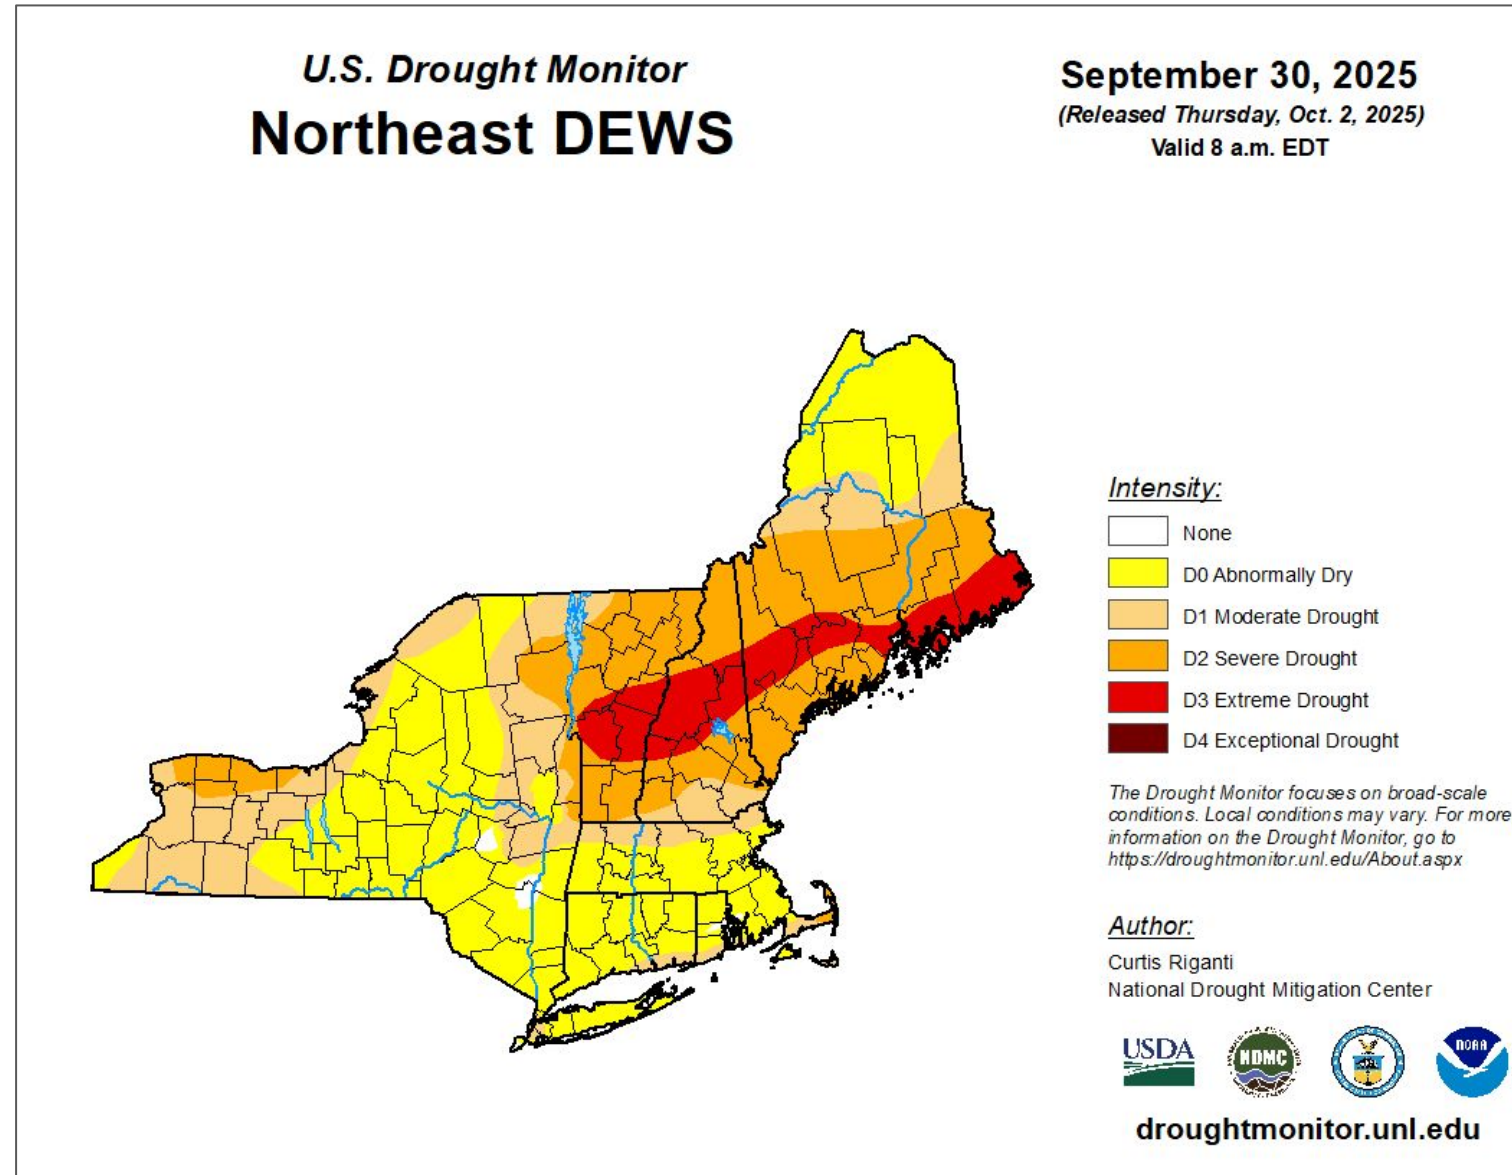 U.S. Drought Monitor
Northeast DEWS
September 30, 2025
(Released Thursday, Oct. 2, 2025)
Valid 8 a.m. EDT
Intensity:
None
D0 Abnormally Dry
D1 Moderate Drought
D2 Severe Drought
D3 Extreme Drought
D4 Exceptional Drought
The Drought Monitor focuses on broad-scale
conditions. Local conditions may vary. For more
information on the Drought Monitor, go to
https://droughtmonitor.unl.edu/About.aspx
Author:
Curtis Riganti
National Drought Mitigation Center
USDA
NDMC
NOAA
droughtmonitor.unl.edu